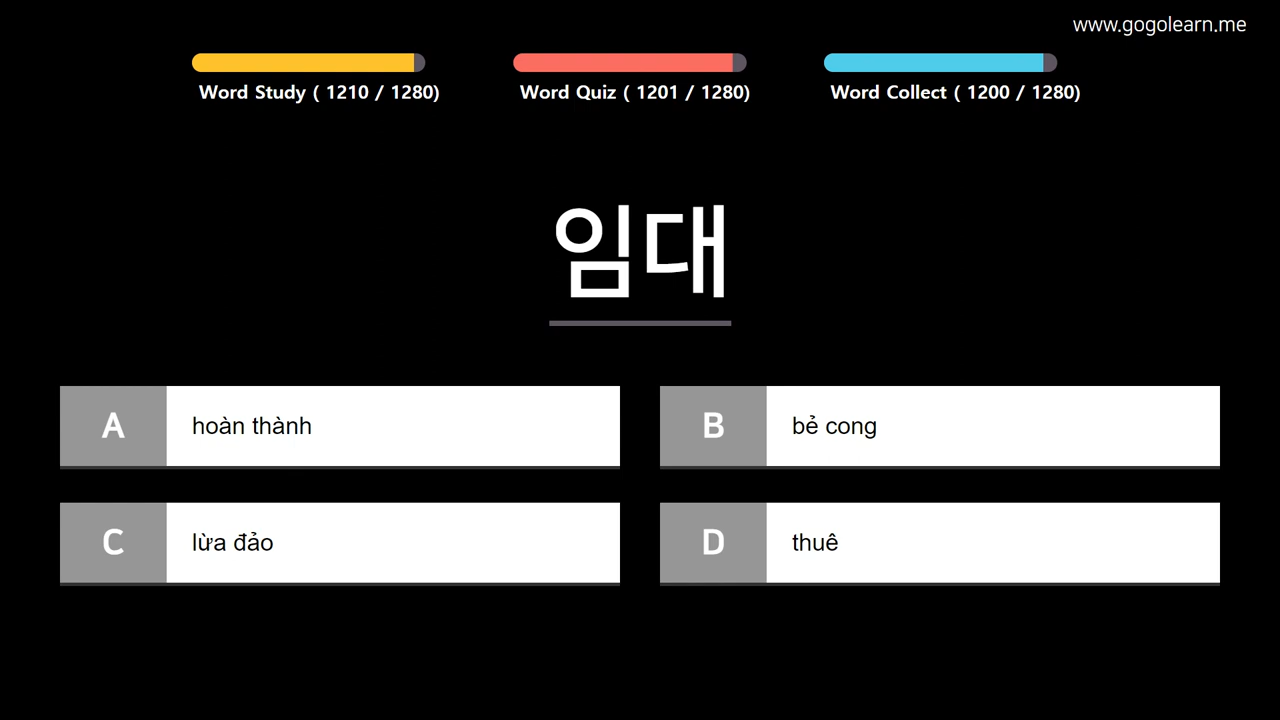 www.gogolearn.me
Word Study ( 1210 / 1280)
Word Quiz ( 1201 / 1280)
Word Collect ( 1200 / 1280)
임대
A hoàn thành
B bẻ cong
C lừa đảo
D thuê